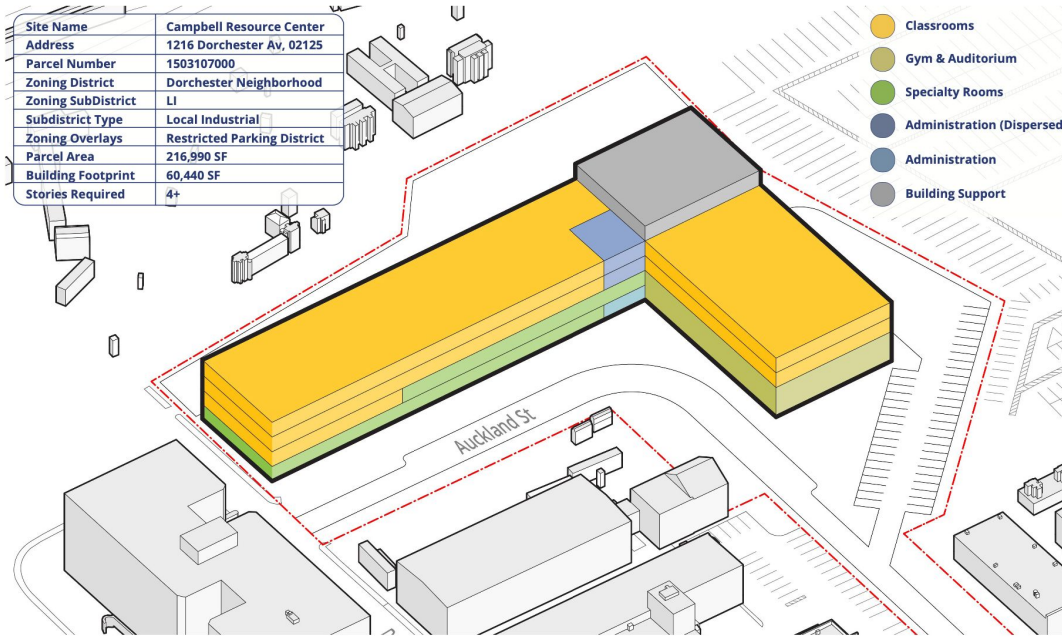 Site Name Campbell Resource Center
Address 1216 Dorchester Av, 02125
Parcel Number 1503107000
Zoning District Dorchester Neighborhood
Zoning SubDistrict LI
Subdistrict Type Local Industrial
Zoning Overlays Restricted Parking District
Parcel Area 216,990 SF
Building Footprint 60,440 SF
Stories Required 4+
Classrooms
Gym & Auditorium
Specialty Rooms
Administration (Dispersed
Administration
Building Support
Auckland St